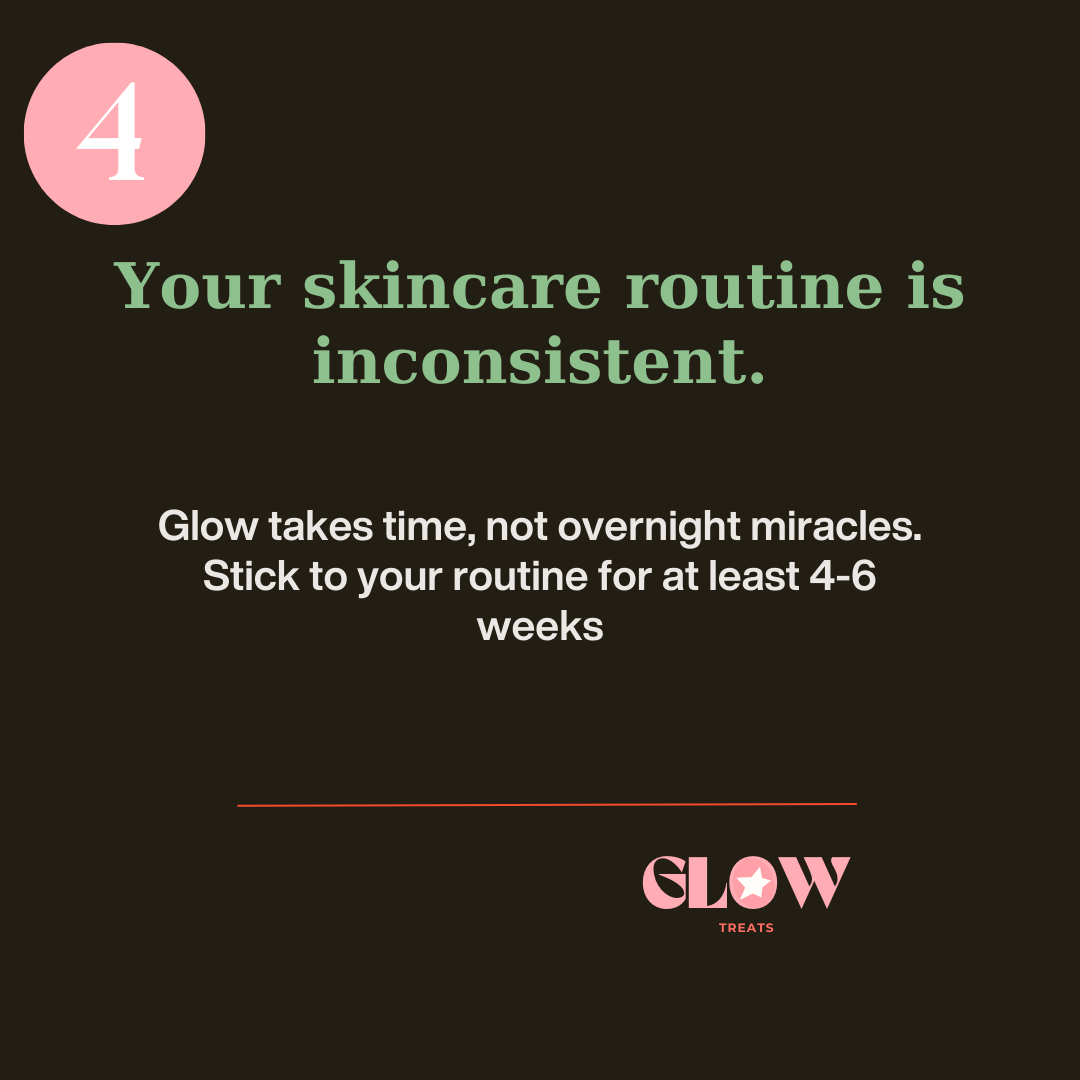 4
Your skincare routine is
inconsistent.
Glow takes time, not overnight miracles.
Stick to your routine for at least 4-6
weeks
GLOW
TREATS